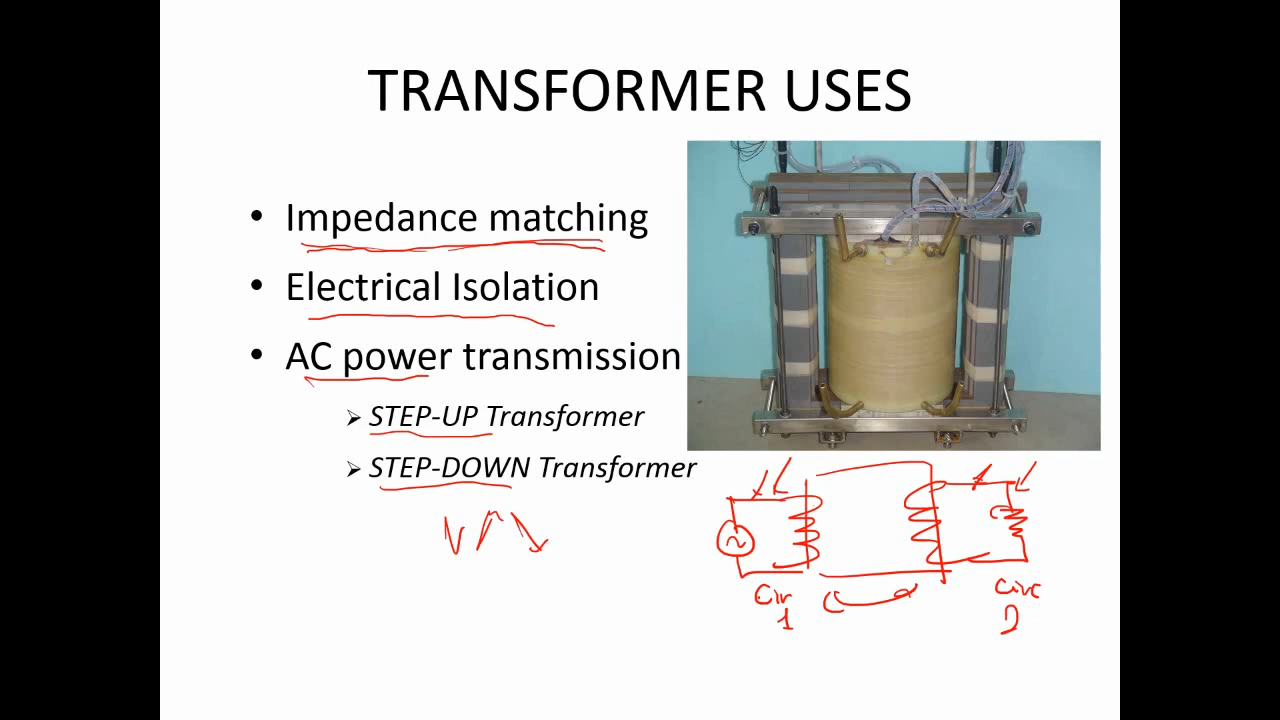 TRANSFORMER USES
• Impedance matching
• Electrical Isolation
• AC power transmission
➢ STEP-UP Transformer
➢ STEP-DOWN Transformer
V
Cir
1
Circ
2